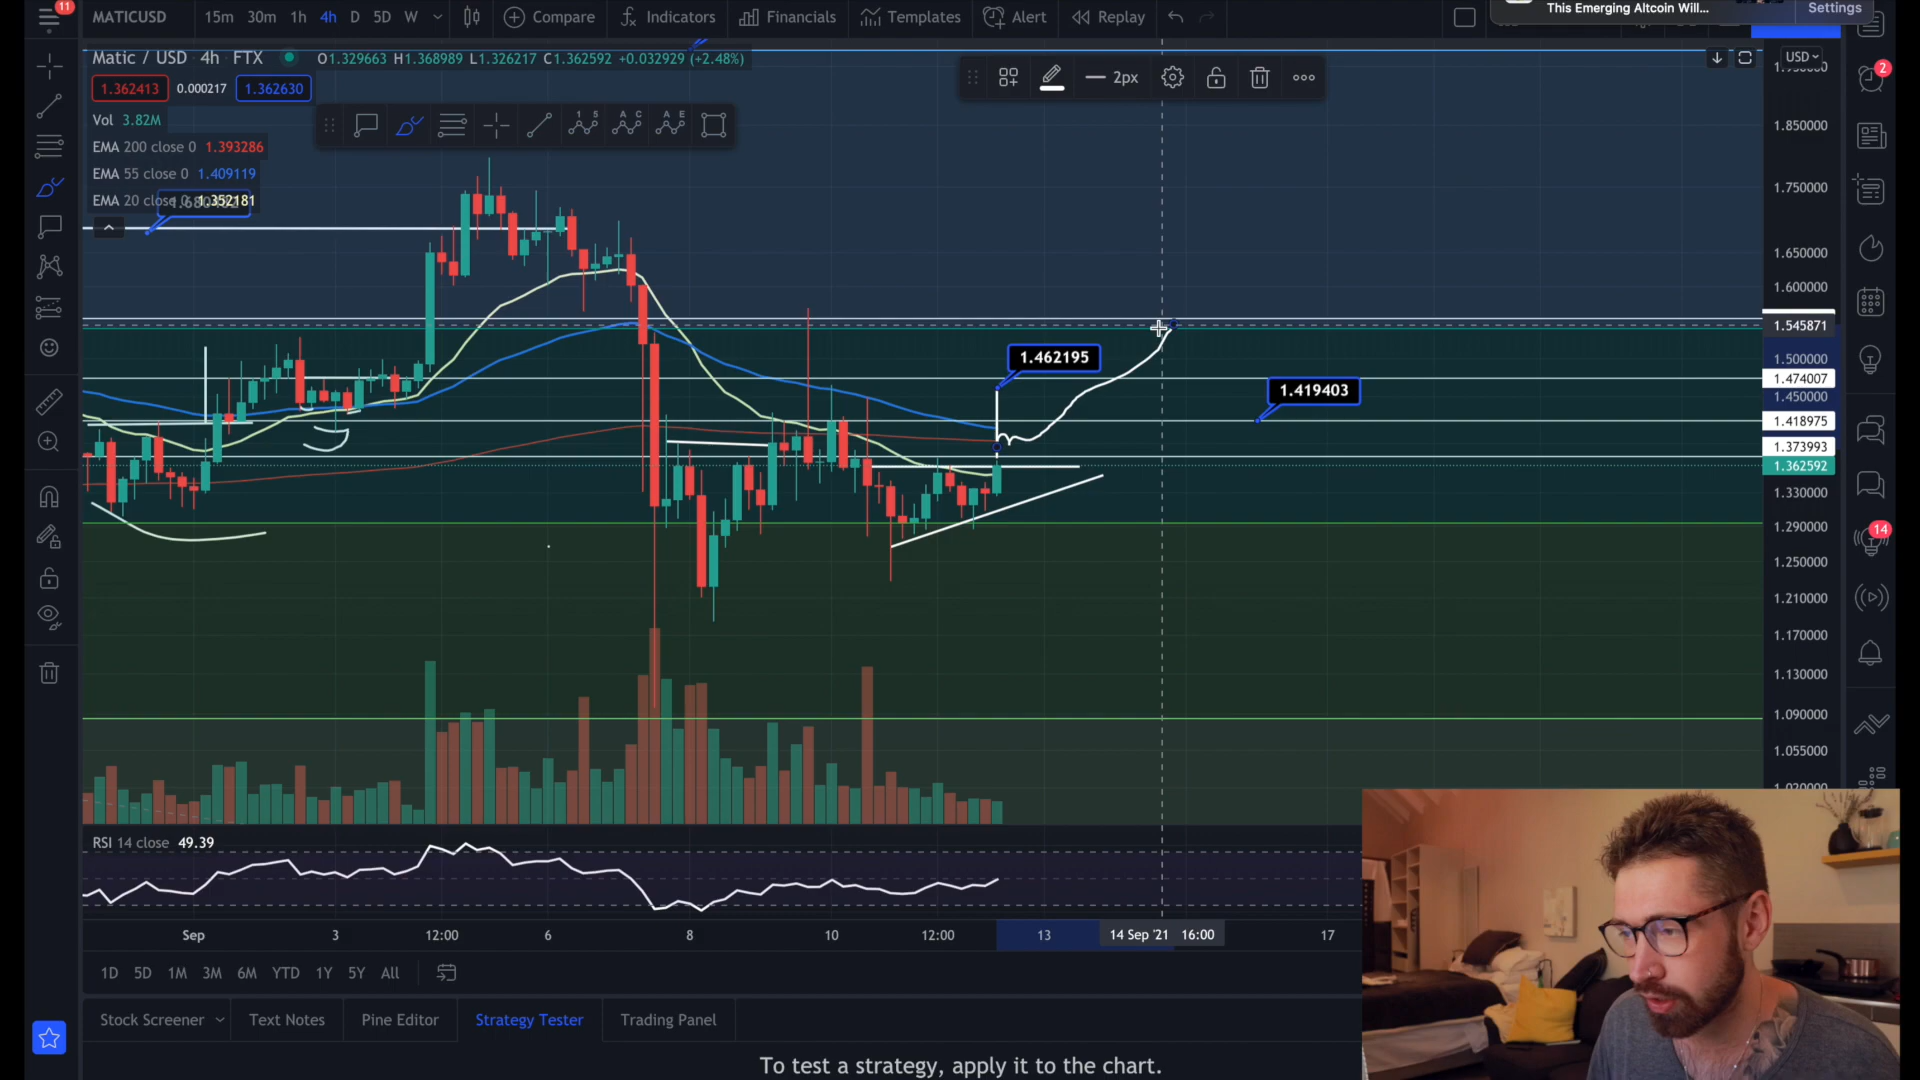 11
MATICUSD 15m 30m 1h 4h D 5D W Compare Indicators Financials Templates Alert Replay
This Emerging Altcoin Will... Settings
Matic / USD 4h FTX O1.329663 H1.368989 L1.326217 C1.362592 +0.032929 (+2.48%)
1.362413 0.000217 1.362630
2px
Vol 3.82M
EMA 200 close 0 1.393286
EMA 55 close 0 1.409119
EMA 20 close 0 1.352181
USD
2
1.850000
1.750000
1.650000
1.600000
1.545871
1.500000
1.474007
1.450000
1.418975
1.373993
1.362592
1.330000
1.290000
1.250000
1.210000
1.170000
1.130000
1.090000
1.055000
14
1.462195
1.419403
RSI 14 close 49.39
Sep 3 12:00 6 8 10 12:00 13 14 Sep '21 16:00 17
1D 5D 1M 3M 6M YTD 1Y 5Y All
Stock Screener Text Notes Pine Editor Strategy Tester Trading Panel
To test a strategy, apply it to the chart.